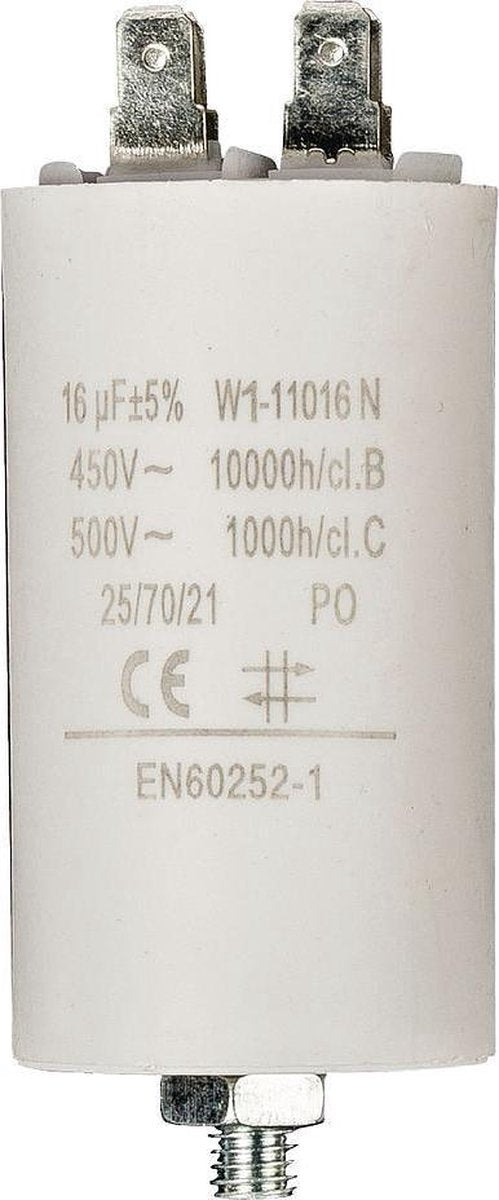 16 µF±5% W1-11016 N
450V~ 10000h/cl.B
500V~ 1000h/cl.C
25/70/21 PO
CE
EN60252-1